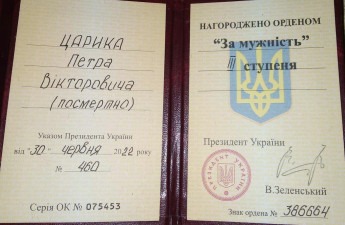 ЦАРИКА
Петра
Вікторовича
(посмертно)
Указом Президента України
від "30" червня 2022 року
№ 460
Серія ОК № 075453
НАГОРОДЖЕНО ОРДЕНОМ
“За мужність”
III ступеня
Президент України
В.Зеленський
Знак ордена № 386664